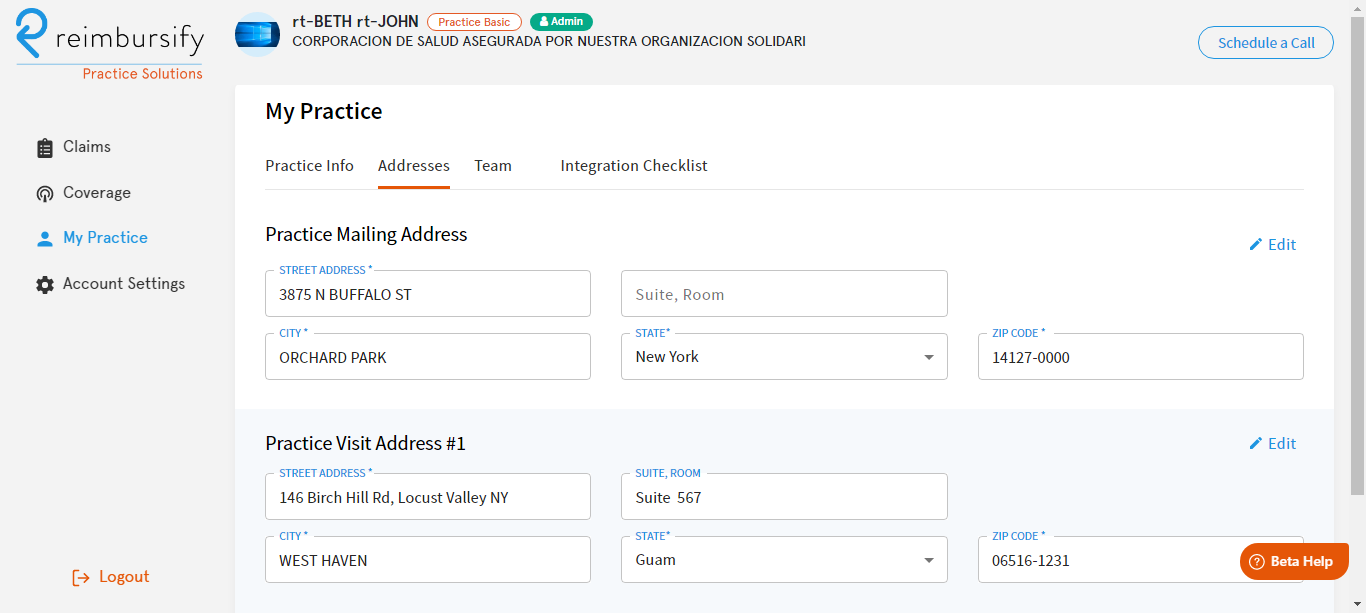 reimbursify
Practice Solutions
rt-BETH rt-JOHN Practice Basic Admin
CORPORACION DE SALUD ASEGURADA POR NUESTRA ORGANIZACION SOLIDARI
Schedule a Call
Claims
Coverage
My Practice
Account Settings
Logout
My Practice
Practice Info Addresses Team Integration Checklist
Practice Mailing Address
Edit
STREET ADDRESS *
3875 N BUFFALO ST
Suite, Room
CITY *
ORCHARD PARK
STATE*
New York
ZIP CODE *
14127-0000
Practice Visit Address #1
Edit
STREET ADDRESS *
146 Birch Hill Rd, Locust Valley NY
SUITE, ROOM
Suite 567
CITY *
WEST HAVEN
STATE*
Guam
ZIP CODE *
06516-1231
Beta Help